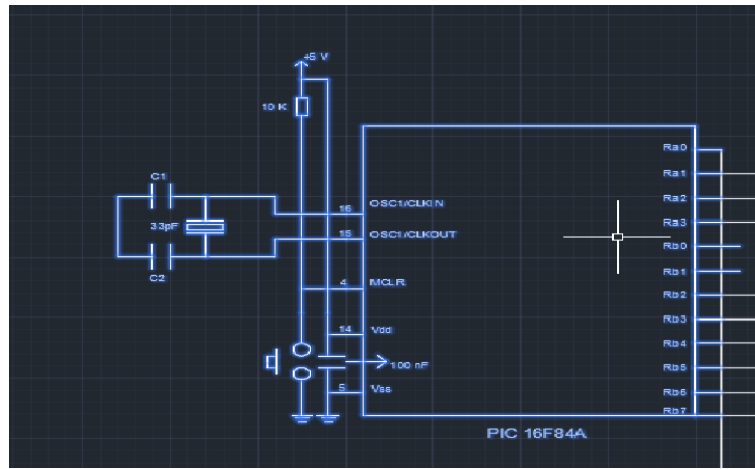 +5 V
10 K
C1
33pF
C2
16 OSC1/CLKIN
15 OSC1/CLKOUT
4 MCLR
14 Vdd
100 nF
5 Vss
Ra0
Ra1
Ra2
Ra3
Rb0
Rb1
Rb2
Rb3
Rb4
Rb5
Rb6
Rb7
PIC 16F84A